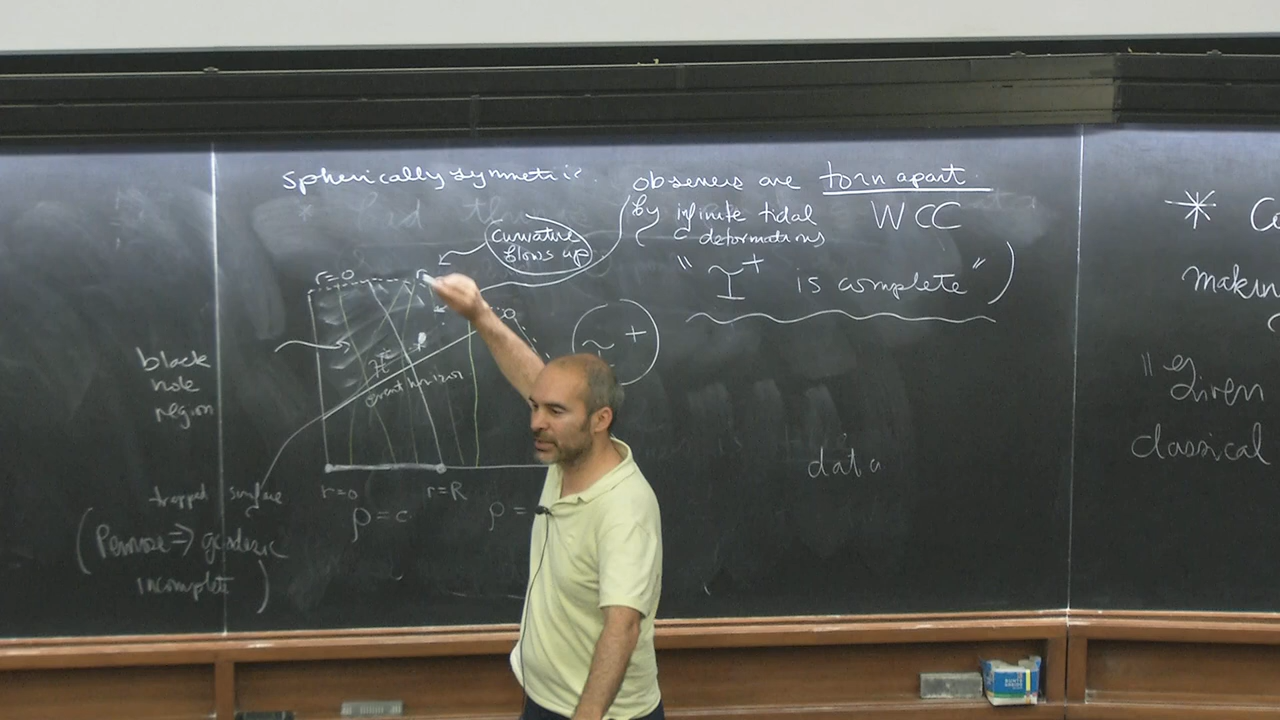 spherically symmetric.
observers are torn apart
by infinite tidal
deformations
WCC
curvature
blows up
" I + is complete " )
r=0
H+
event horizon
+
black
hole
region
trapped surface
r=0
r=R
ρ=c
ρ=
(Penrose => geodesic
incomplete )
data
*
"Given
classical